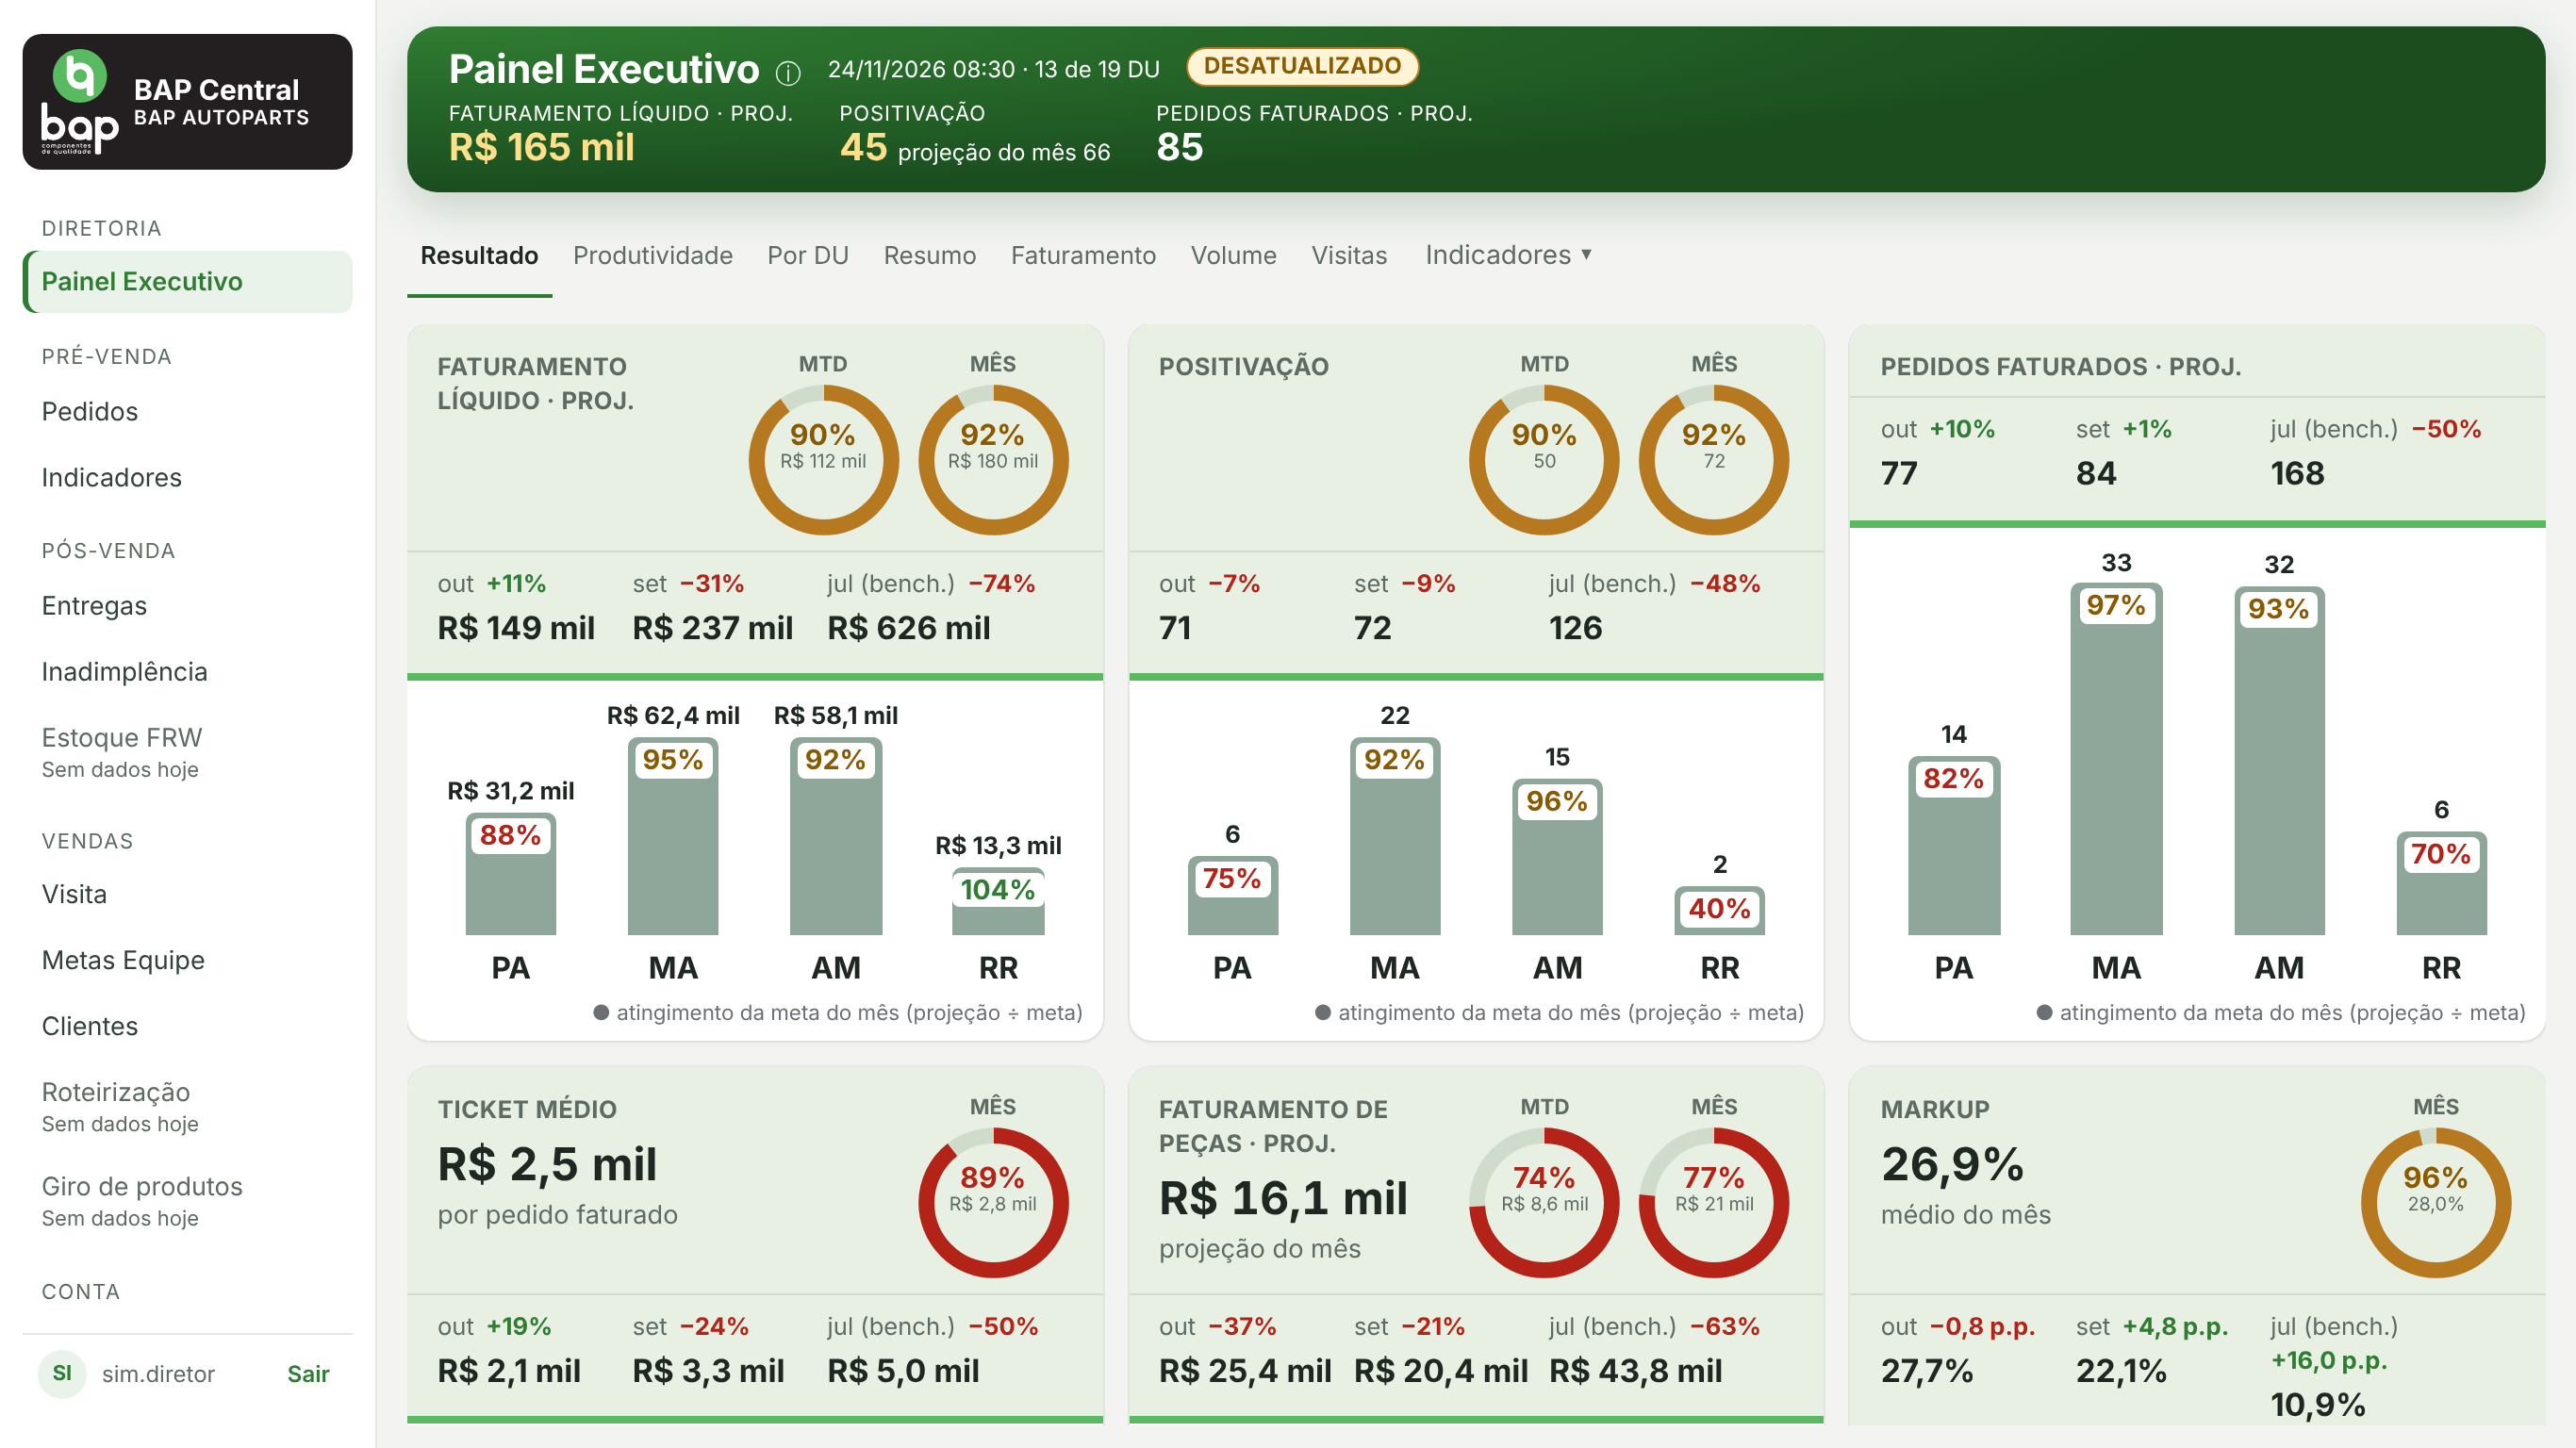 bap
componentes
de qualidade
BAP Central
BAP AUTOPARTS
DIRETORIA
Painel Executivo
PRÉ-VENDA
Pedidos
Indicadores
PÓS-VENDA
Entregas
Inadimplência
Estoque FRW
Sem dados hoje
VENDAS
Visita
Metas Equipe
Clientes
Roteirização
Sem dados hoje
Giro de produtos
Sem dados hoje
CONTA
SI sim.diretor Sair
Painel Executivo ⓘ 24/11/2026 08:30 · 13 de 19 DU DESATUALIZADO
FATURAMENTO LÍQUIDO · PROJ. POSITIVAÇÃO PEDIDOS FATURADOS · PROJ.
R$ 165 mil 45 projeção do mês 66 85
Resultado Produtividade Por DU Resumo Faturamento Volume Visitas Indicadores ▾
FATURAMENTO LÍQUIDO · PROJ.
MTD MÊS
90% 92%
R$ 112 mil R$ 180 mil
out +11% set −31% jul (bench.) −74%
R$ 149 mil R$ 237 mil R$ 626 mil
R$ 31,2 mil R$ 62,4 mil R$ 58,1 mil R$ 13,3 mil
88% 95% 92% 104%
PA MA AM RR
● atingimento da meta do mês (projeção ÷ meta)
POSITIVAÇÃO
MTD MÊS
90% 92%
50 72
out −7% set −9% jul (bench.) −48%
71 72 126
6 22 15 2
75% 92% 96% 40%
PA MA AM RR
● atingimento da meta do mês (projeção ÷ meta)
PEDIDOS FATURADOS · PROJ.
out +10% set +1% jul (bench.) −50%
77 84 168
14 33 32 6
82% 97% 93% 70%
PA MA AM RR
● atingimento da meta do mês (projeção ÷ meta)
TICKET MÉDIO
MÊS
R$ 2,5 mil
por pedido faturado
89%
R$ 2,8 mil
out +19% set −24% jul (bench.) −50%
R$ 2,1 mil R$ 3,3 mil R$ 5,0 mil
FATURAMENTO DE
PEÇAS · PROJ.
MTD MÊS
R$ 16,1 mil
projeção do mês
74% 77%
R$ 8,6 mil R$ 21 mil
out −37% set −21% jul (bench.) −63%
R$ 25,4 mil R$ 20,4 mil R$ 43,8 mil
MARKUP
MÊS
26,9%
médio do mês
96%
28,0%
out −0,8 p.p. set +4,8 p.p. jul (bench.)
+16,0 p.p.
27,7% 22,1% 10,9%